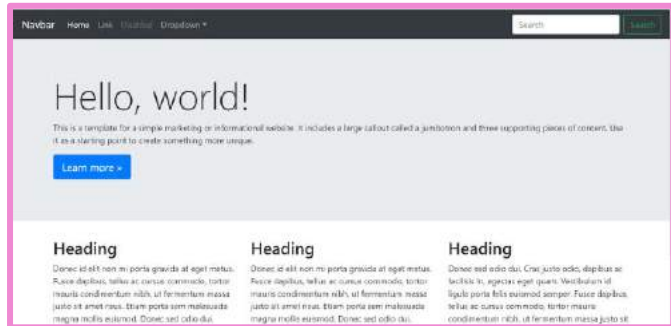 Navbar Home Link Disabled Dropdown Search Search
Hello, world!
This is a template for a simple marketing or informational website. It includes a large callout called a jumbotron and three supporting pieces of content. Use
it as a starting point to create something more unique.
Learn more »
Heading Heading Heading
Donec id elit non mi porta gravida at eget metus. Donec id elit non mi porta gravida at eget metus. Donec sed odio dui. Cras justo odio, dapibus ac
Fusce dapibus, tellus ac cursus commodo, tortor Fusce dapibus, tellus ac cursus commodo, tortor facilisis in, egestas eget quam. Vestibulum id
mauris condimentum nibh, ut fermentum massa mauris condimentum nibh, ut fermentum massa ligula porta felis euismod semper. Fusce dapibus,
justo sit amet risus. Etiam porta sem malesuada justo sit amet risus. Etiam porta sem malesuada tellus ac cursus commodo, tortor mauris
magna mollis euismod. Donec sed odio dui. magna mollis euismod. Donec sed odio dui. condimentum nibh, ut fermentum massa justo sit